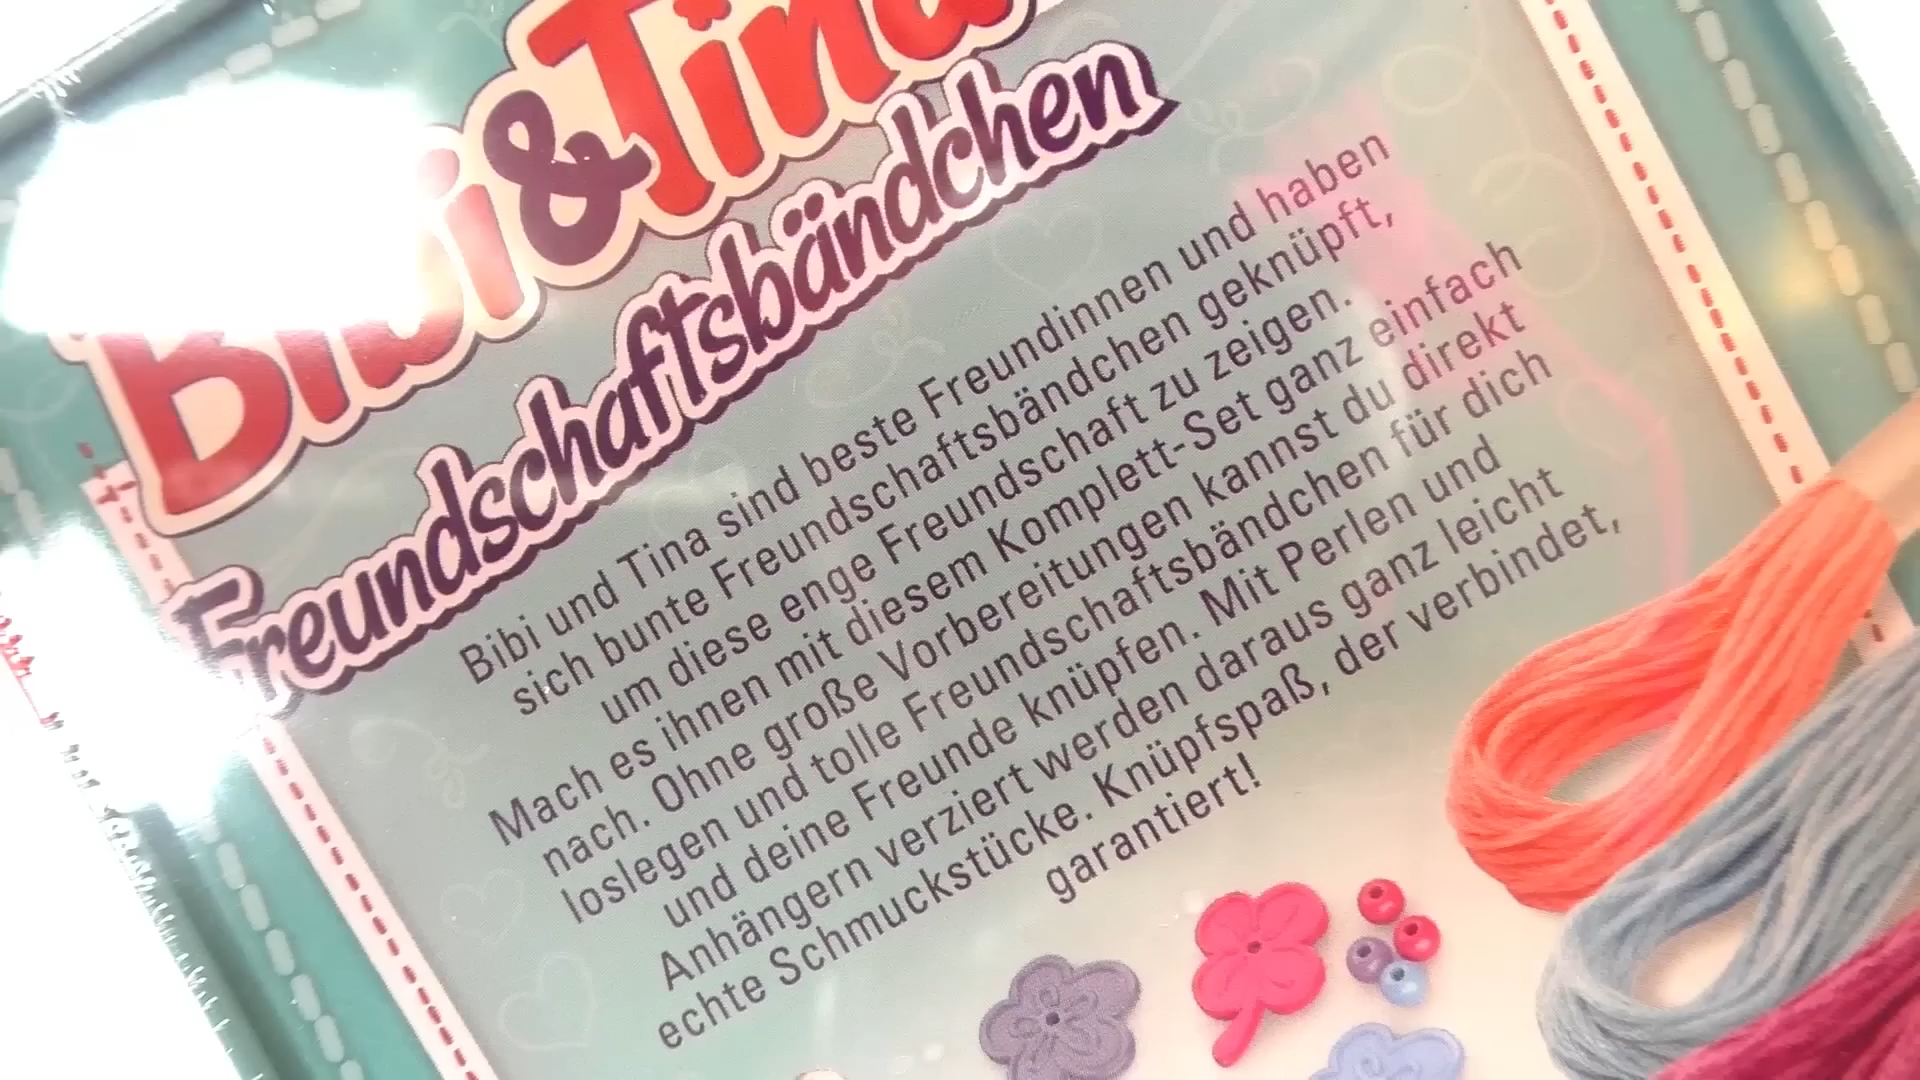 Bibi & Tina
Freundschaftsbändchen
Bibi und Tina sind beste Freundinnen und haben
sich bunte Freundschaftsbändchen geknüpft,
um diese enge Freundschaft zu zeigen.
Mach es ihnen mit diesem Komplett-Set ganz einfach
nach. Ohne große Vorbereitungen kannst du direkt
loslegen und tolle Freundschaftsbändchen für dich
und deine Freunde knüpfen. Mit Perlen und
Anhängern verziert werden daraus ganz leicht
echte Schmuckstücke. Knüpfspaß, der verbindet,
garantiert!